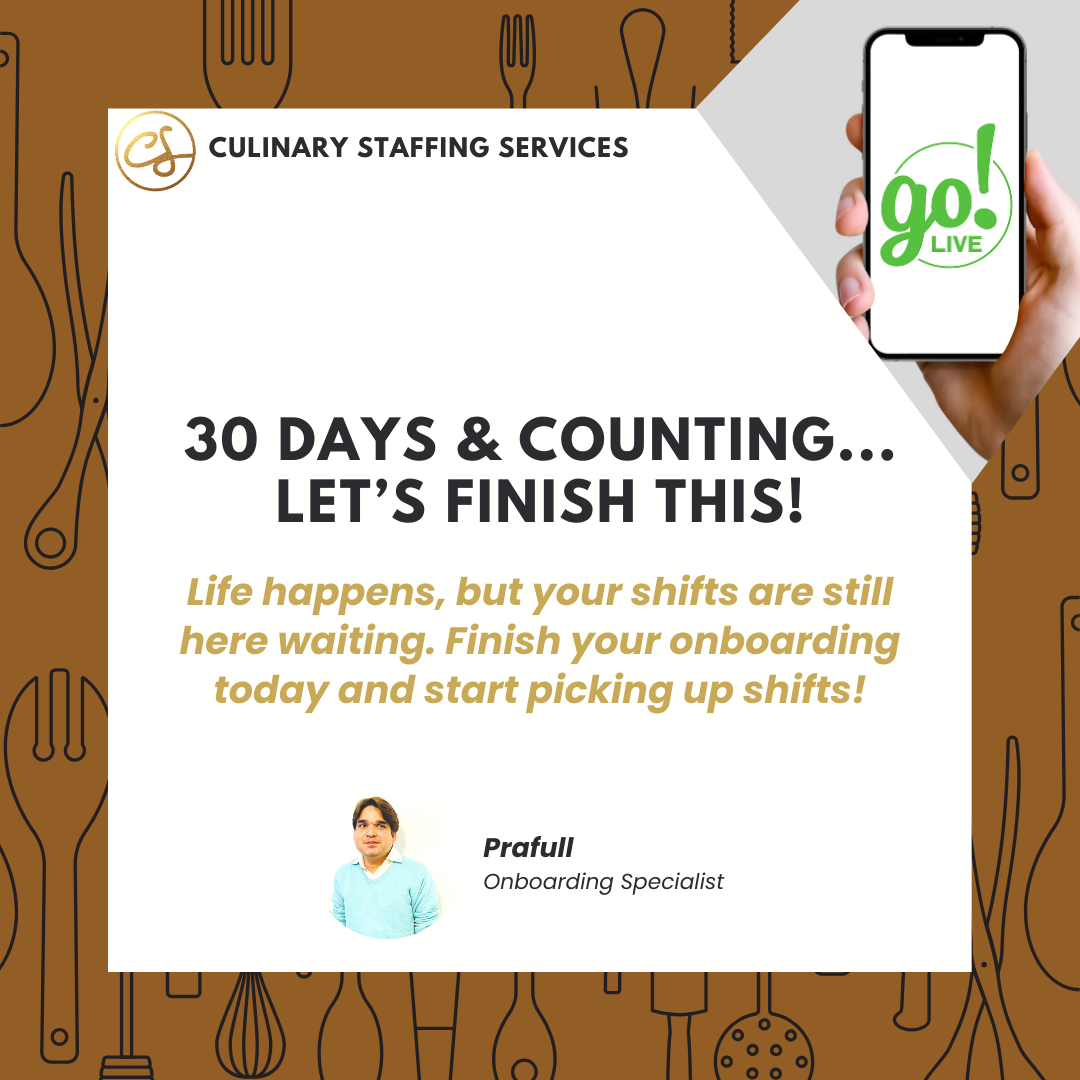 CS
CULINARY STAFFING SERVICES
go!
LIVE
30 DAYS & COUNTING...
LET’S FINISH THIS!
Life happens, but your shifts are still
here waiting. Finish your onboarding
today and start picking up shifts!
Prafull
Onboarding Specialist